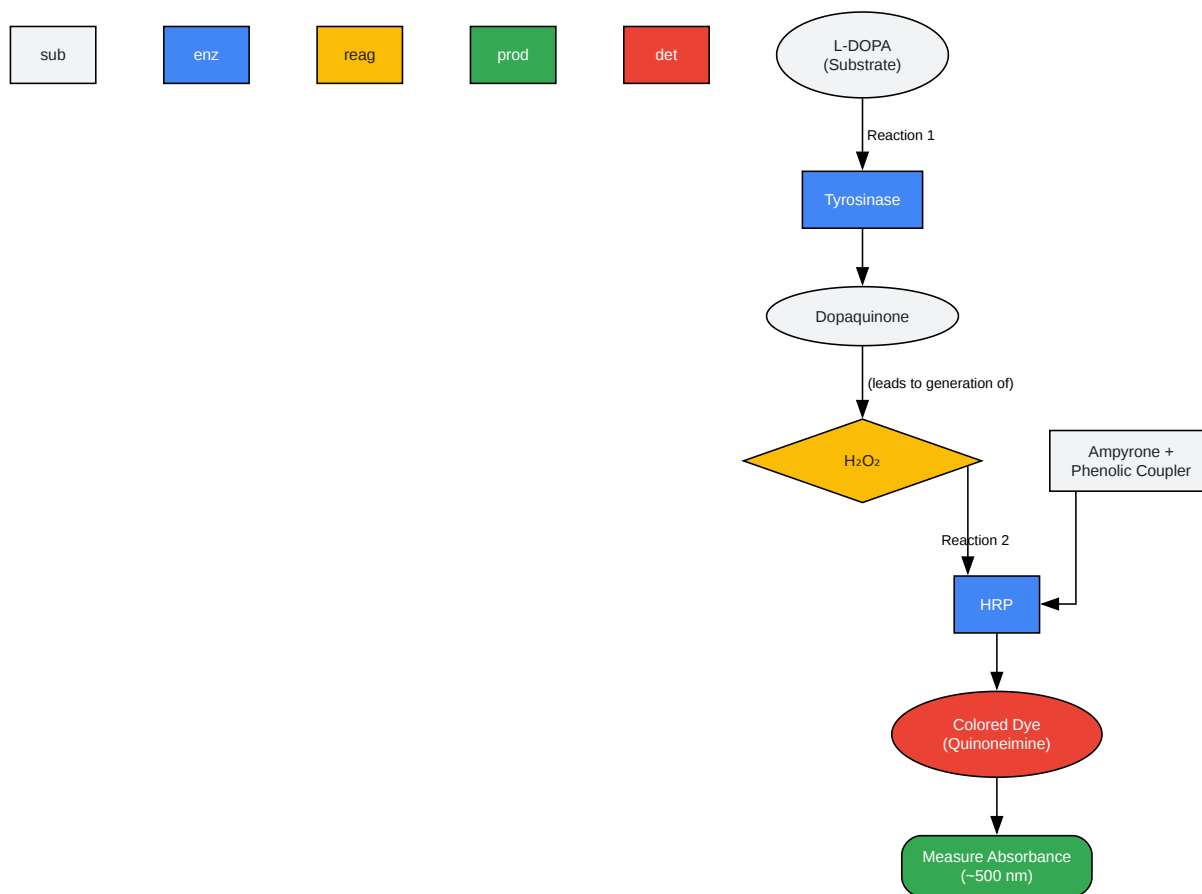 sub
enz
reag
prod
det
L-DOPA
(Substrate)
Reaction 1
Tyrosinase
Dopaquinone
(leads to generation of)
H₂O₂
Ampyrone +
Phenolic Coupler
Reaction 2
HRP
Colored Dye
(Quinoneimine)
Measure Absorbance
(~500 nm)